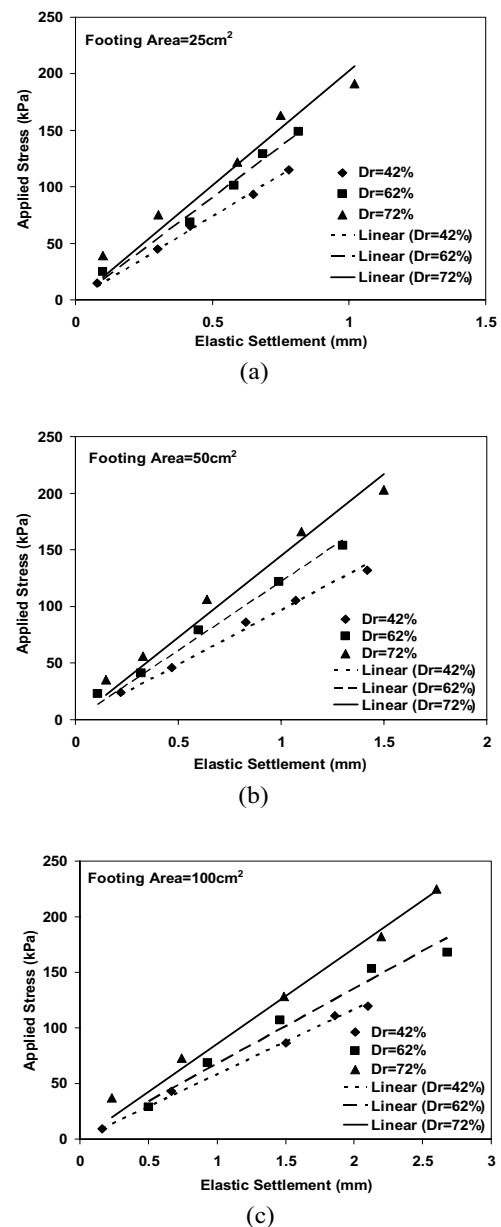 Footing Area=25cm²
250
200
150
100
50
0
Applied Stress (kPa)
Dr=42%
Dr=62%
Dr=72%
Linear (Dr=42%)
Linear (Dr=62%)
Linear (Dr=72%)
0 0.5 1 1.5
Elastic Settlement (mm)
(a)
Footing Area=50cm²
250
200
150
100
50
0
Applied Stress (kPa)
Dr=42%
Dr=62%
Dr=72%
Linear (Dr=42%)
Linear (Dr=62%)
Linear (Dr=72%)
0 0.5 1 1.5 2
Elastic Settlement (mm)
(b)
Footing Area=100cm²
250
200
150
100
50
0
Applied Stress (kPa)
Dr=42%
Dr=62%
Dr=72%
Linear (Dr=42%)
Linear (Dr=62%)
Linear (Dr=72%)
0 0.5 1 1.5 2 2.5 3
Elastic Settlement (mm)
(c)